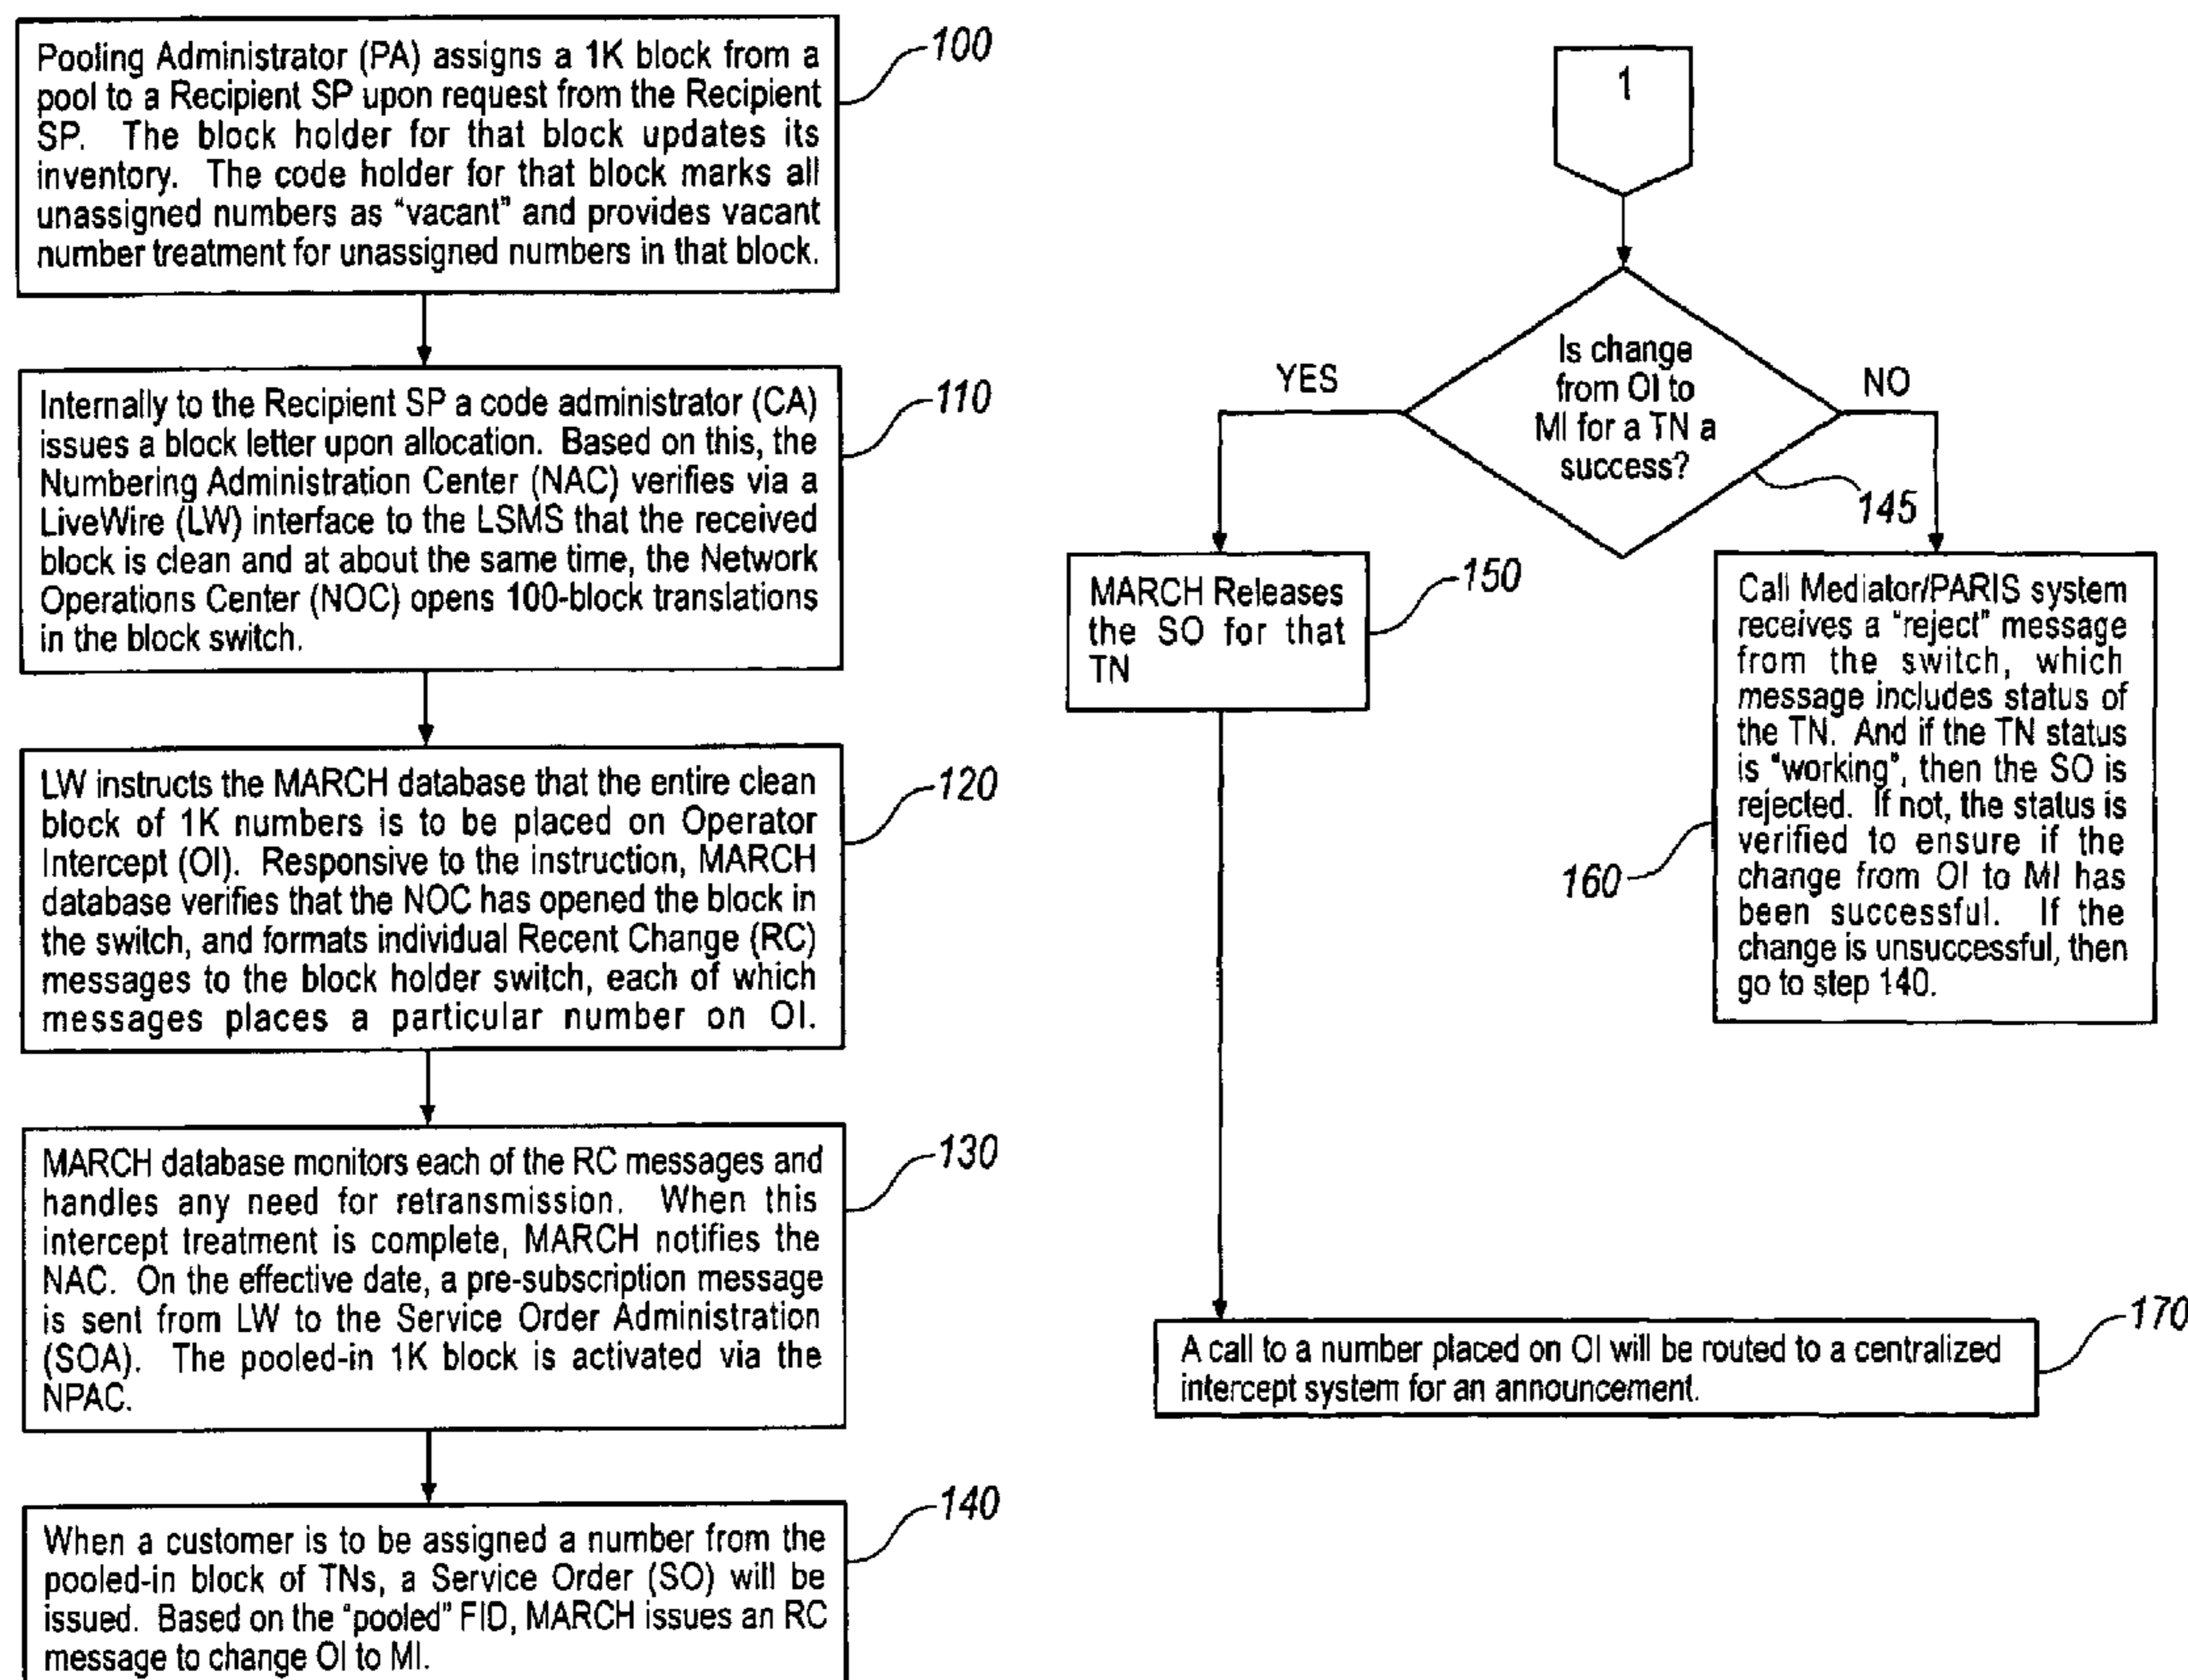 Pooling Administrator (PA) assigns a 1K block from a
pool to a Recipient SP upon request from the Recipient
SP. The block holder for that block updates its
inventory. The code holder for that block marks all
unassigned numbers as "vacant" and provides vacant
number treatment for unassigned numbers in that block.
100
Internally to the Recipient SP a code administrator (CA)
issues a block letter upon allocation. Based on this, the
Numbering Administration Center (NAC) verifies via a
LiveWire (LW) interface to the LSMS that the received
block is clean and at about the same time, the Network
Operations Center (NOC) opens 100-block translations
in the block switch.
110
LW instructs the MARCH database that the entire clean
block of 1K numbers is to be placed on Operator
Intercept (OI). Responsive to the instruction, MARCH
database verifies that the NOC has opened the block in
the switch, and formats individual Recent Change (RC)
messages to the block holder switch, each of which
messages places a particular number on OI.
120
MARCH database monitors each of the RC messages and
handles any need for retransmission. When this
intercept treatment is complete, MARCH notifies the
NAC. On the effective date, a pre-subscription message
is sent from LW to the Service Order Administration
(SOA). The pooled-in 1K block is activated via the
NPAC.
130
When a customer is to be assigned a number from the
pooled-in block of TNs, a Service Order (SO) will be
issued. Based on the "pooled" FID, MARCH issues an RC
message to change OI to MI.
140
1
Is change
from OI to
MI for a TN a
success?
YES
NO
145
MARCH Releases
the SO for that
TN
150
Call Mediator/PARIS system
receives a "reject" message
from the switch, which
message includes status of
the TN. And if the TN status
is "working", then the SO is
rejected. If not, the status is
verified to ensure if the
change from OI to MI has
been successful. If the
change is unsuccessful, then
go to step 140.
160
A call to a number placed on OI will be routed to a centralized
intercept system for an announcement.
170